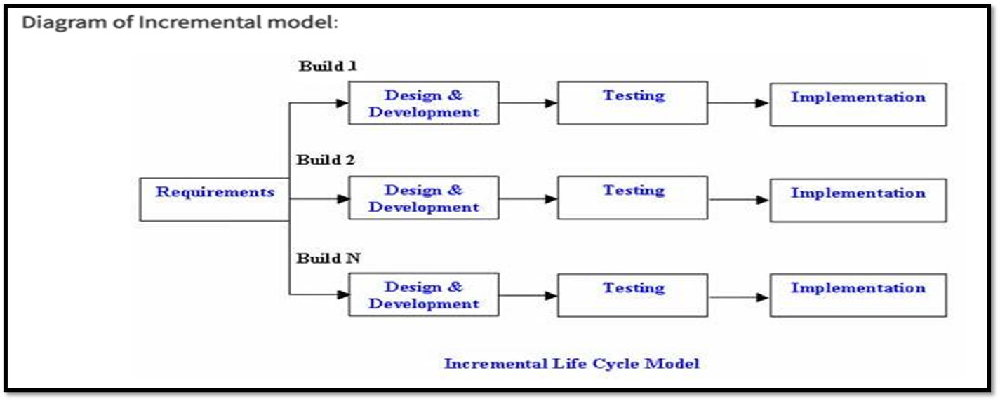 Diagram of Incremental model:
Build 1
Design &
Development
Testing
Implementation
Build 2
Requirements
Design &
Development
Testing
Implementation
Build N
Design &
Development
Testing
Implementation
Incremental Life Cycle Model